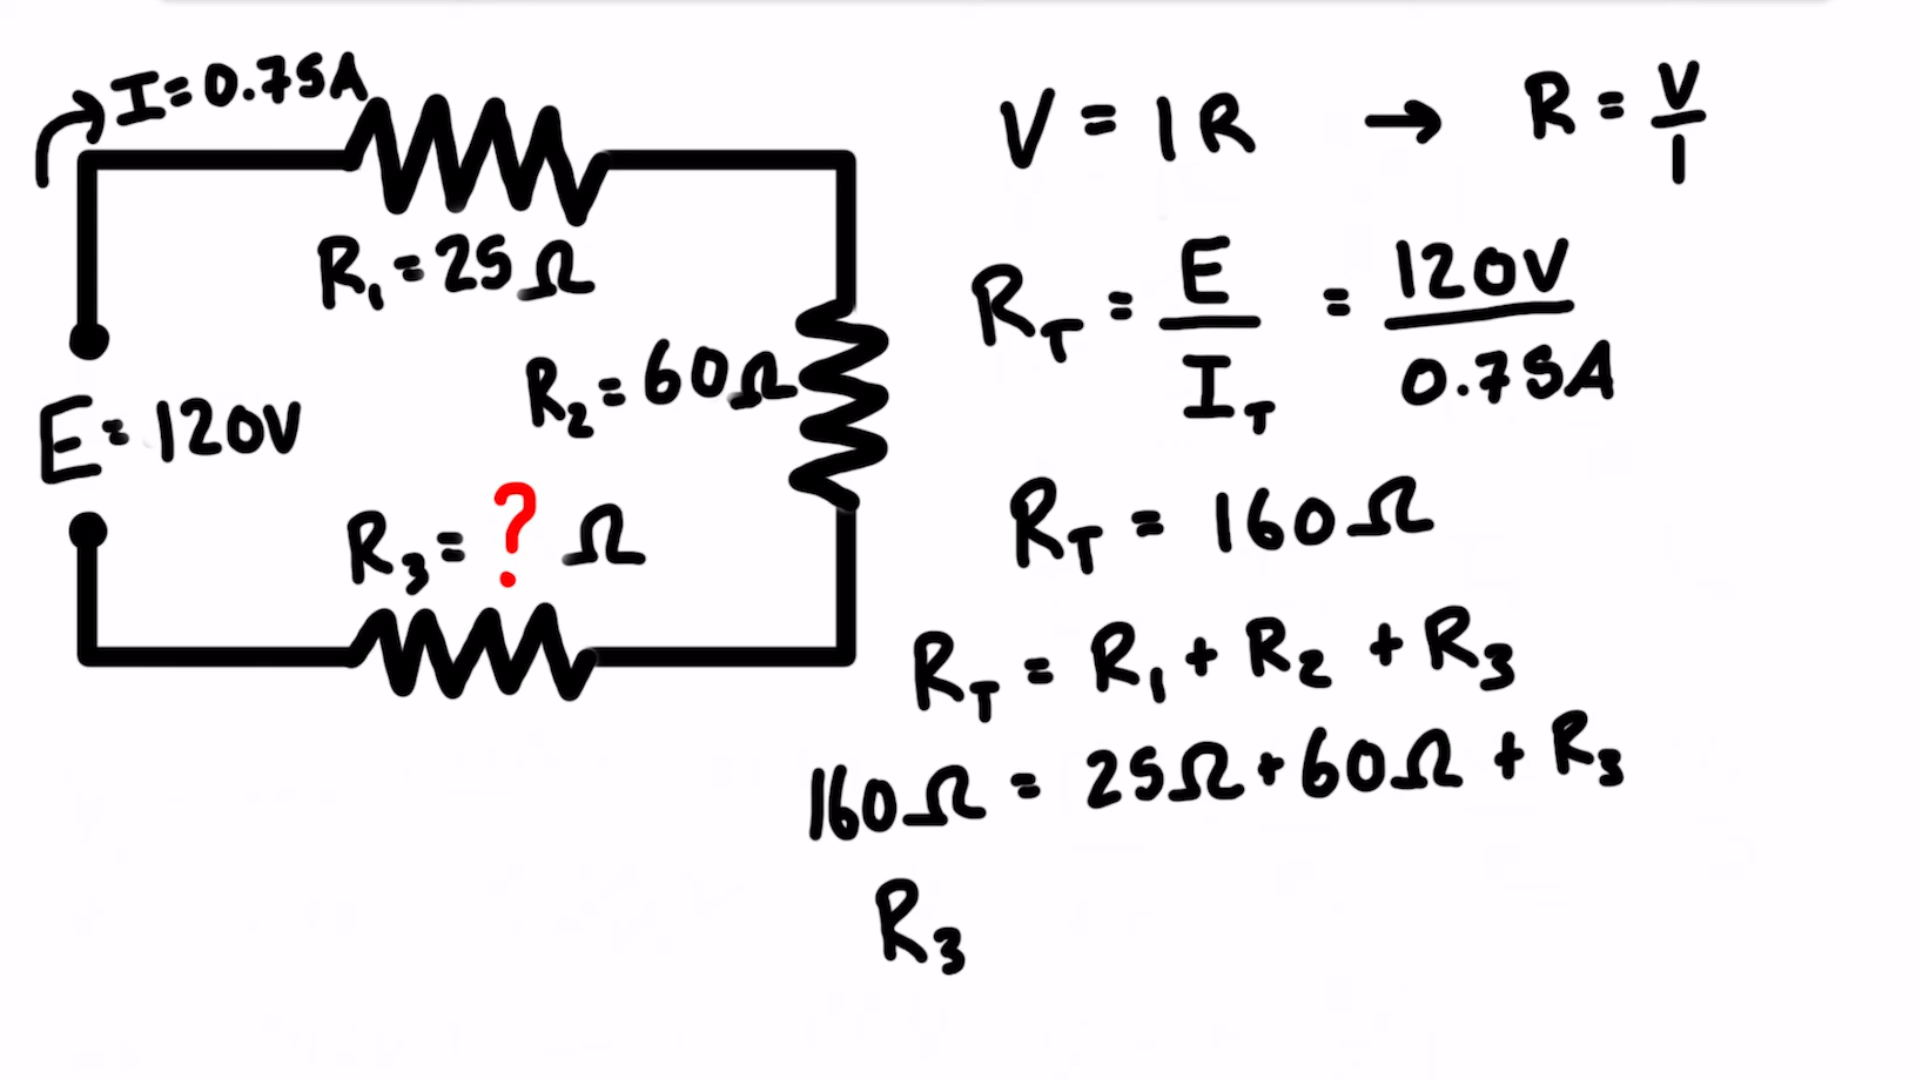 I=0.75A
R₁=25Ω
R₂=60Ω
E=120V
R₃=? Ω
V = IR → R = V/I
R_T = E/I_T = 120V/0.75A
R_T = 160Ω
R_T = R₁ + R₂ + R₃
160Ω = 25Ω + 60Ω + R₃
R₃